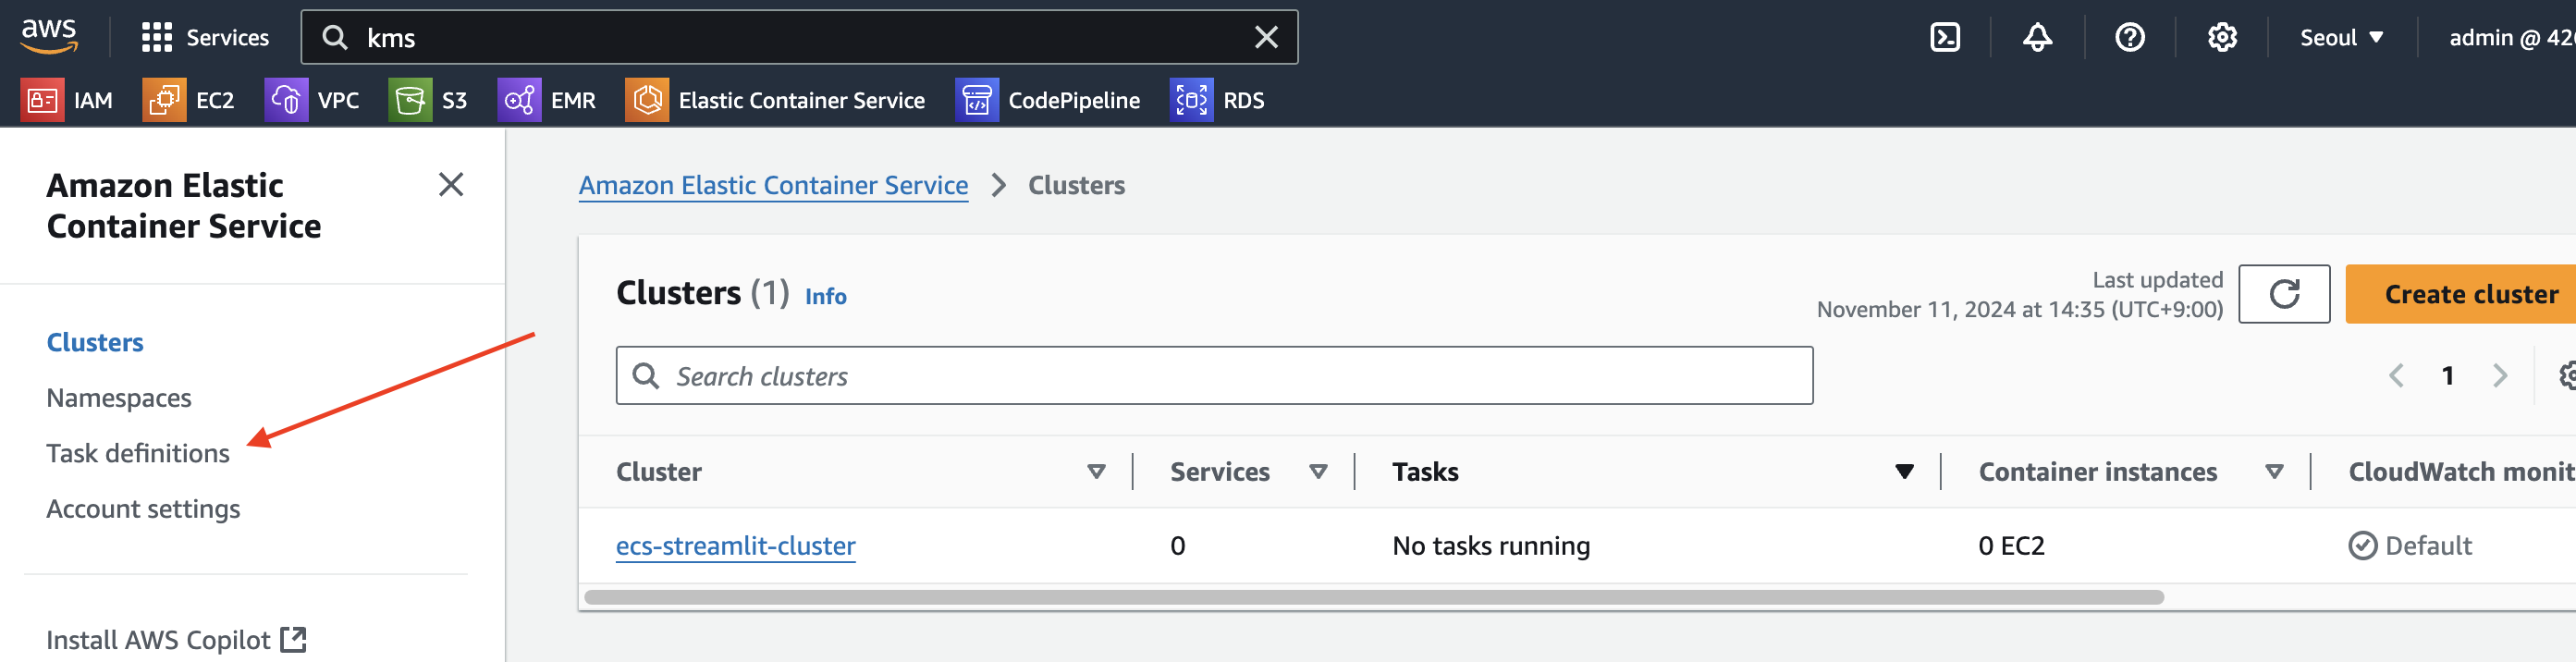 aws
Services
kms
Seoul
admin @ 42
IAM
EC2
VPC
S3
EMR
Elastic Container Service
CodePipeline
RDS
Amazon Elastic
Container Service
Clusters
Namespaces
Task definitions
Account settings
Install AWS Copilot
Amazon Elastic Container Service > Clusters
Clusters (1) Info
Last updated
November 11, 2024 at 14:35 (UTC+9:00)
Create cluster
Search clusters
1
Cluster Services Tasks Container instances CloudWatch monit
ecs-streamlit-cluster 0 No tasks running 0 EC2 Default